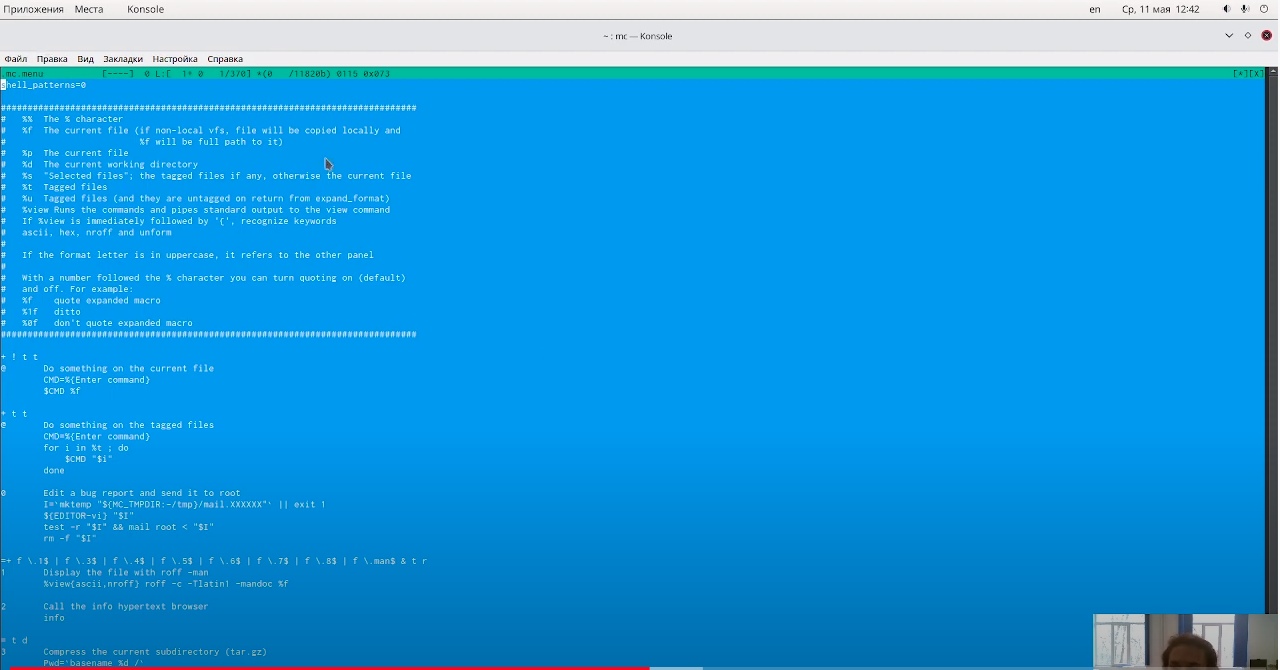 Приложения Места Konsole en Ср, 11 мая 12:42
~ : mc — Konsole
Файл Правка Вид Закладки Настройка Справка
.mc.menu [----] 0 L:[ 1+ 0 1/370] *(0 /11820b) 0115 0x073 [*][X]
shell_patterns=0
##############################################################################
# %% The % character
# %f The current file (if non-local vfs, file will be copied locally and
# %f will be full path to it)
# %p The current file
# %d The current working directory
# %s "Selected files"; the tagged files if any, otherwise the current file
# %t Tagged files
# %u Tagged files (and they are untagged on return from expand_format)
# %view Runs the commands and pipes standard output to the view command
# If %view is immediately followed by '{', recognize keywords
# ascii, hex, nroff and unform
#
# If the format letter is in uppercase, it refers to the other panel
#
# With a number followed the % character you can turn quoting on (default)
# and off. For example:
# %f quote expanded macro
# %1f ditto
# %0f don't quote expanded macro
##############################################################################
+ ! t t
@ Do something on the current file
CMD=%{Enter command}
$CMD %f
+ t t
@ Do something on the tagged files
CMD=%{Enter command}
for i in %t ; do
$CMD "$i"
done
0 Edit a bug report and send it to root
I=`mktemp "${MC_TMPDIR:-/tmp}/mail.XXXXXX"` || exit 1
${EDITOR-vi} "$I"
test -r "$I" && mail root < "$I"
rm -f "$I"
=+ f \.1$ | f \.3$ | f \.4$ | f \.5$ | f \.6$ | f \.7$ | f \.8$ | f \.man$ & t r
1 Display the file with roff -man
%view{ascii,nroff} roff -c -Tlatin1 -mandoc %f
2 Call the info hypertext browser
info
= t d
3 Compress the current subdirectory (tar.gz)
Pwd=`basename %d /`